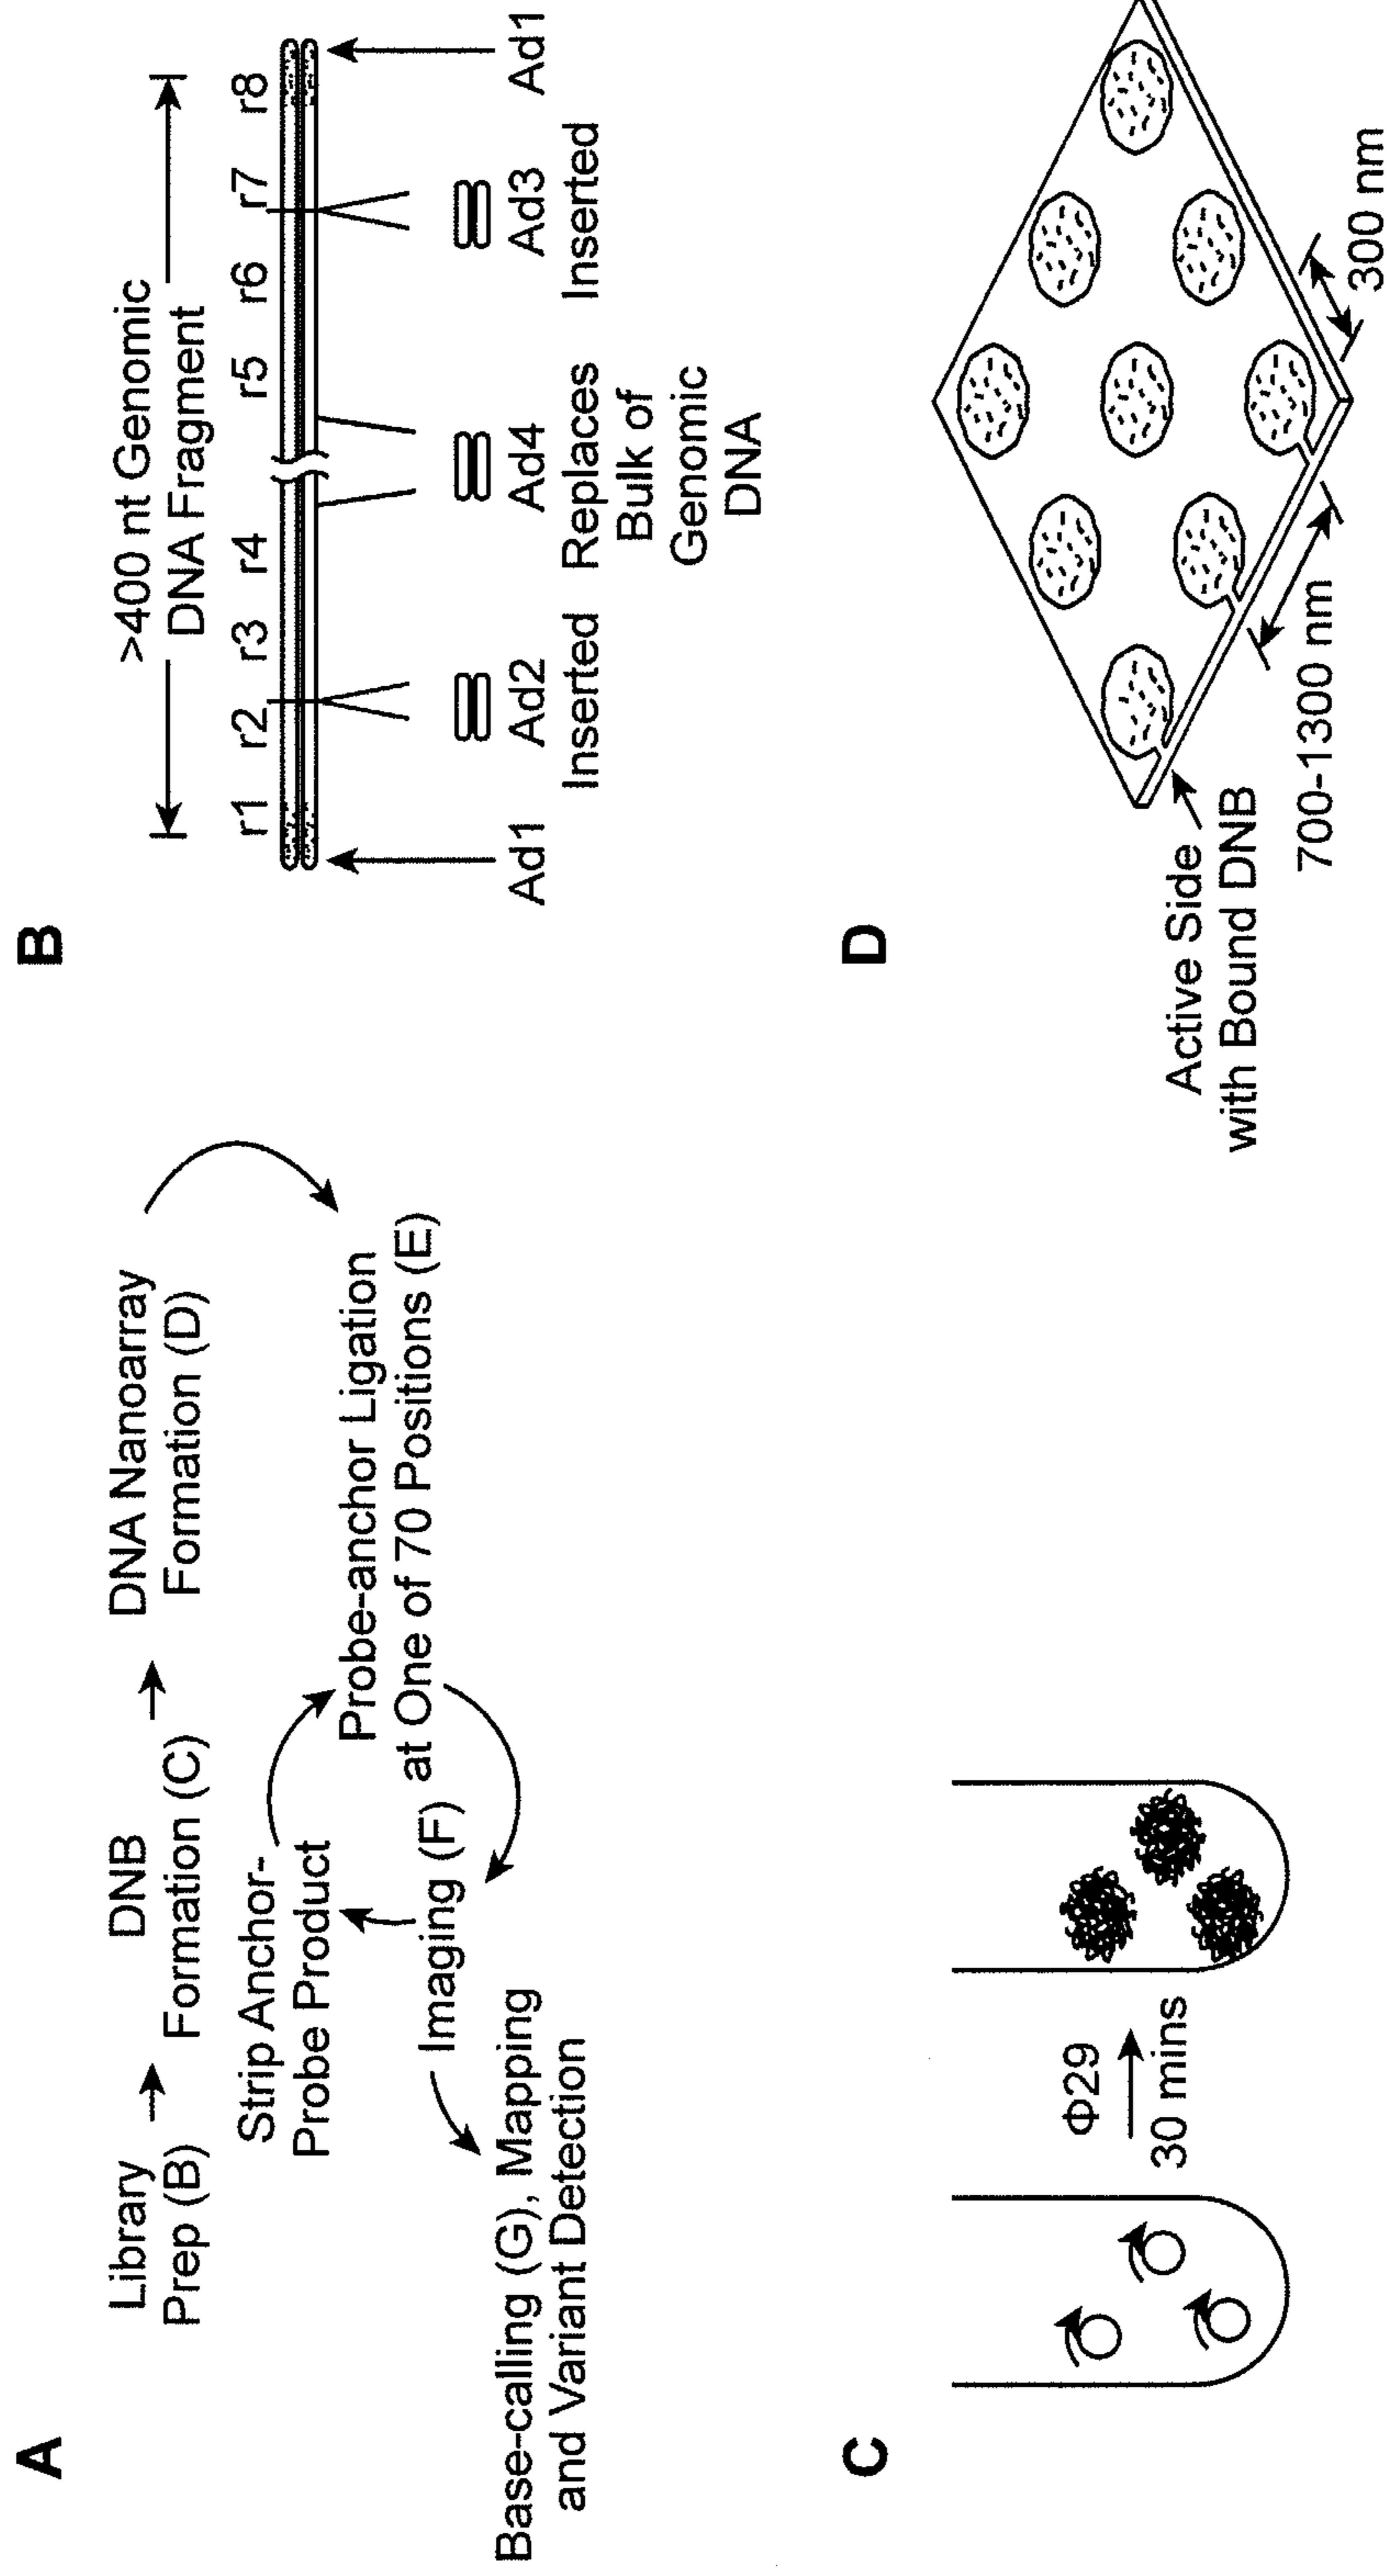 A
Library
Prep (B)
DNB
Formation (C)
DNA Nanoarray
Formation (D)
Strip Anchor-
Probe Product
Probe-anchor Ligation
at One of 70 Positions (E)
Imaging (F)
Base-calling (G), Mapping
and Variant Detection
B
>400 nt Genomic
DNA Fragment
r1 r2 r3 r4 r5 r6 r7 r8
Ad1
Ad2
Inserted
Ad4
Replaces
Bulk of
Genomic
DNA
Ad3
Inserted
Ad1
C
Φ29
30 mins
D
Active Side
with Bound DNB
700-1300 nm
300 nm